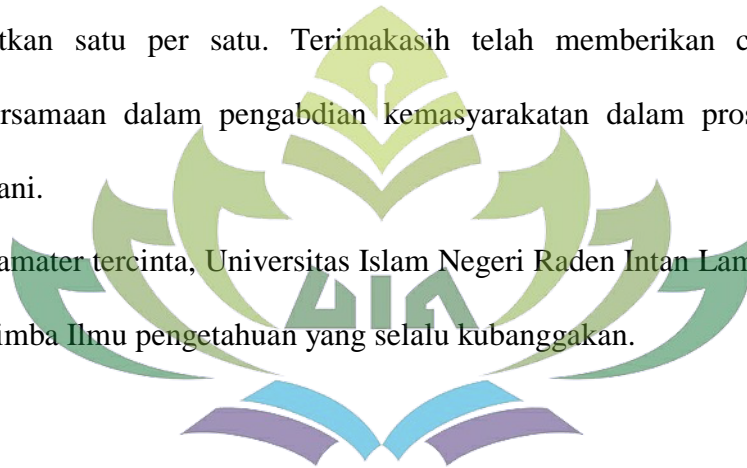 tkan satu per satu. Terimakasih telah memberikan c
rsamaan dalam pengabdian kemasyarakatan dalam pros
ani.
amater tercinta, Universitas Islam Negeri Raden Intan Lam
imba Ilmu pengetahuan yang selalu kubanggakan.
UIN